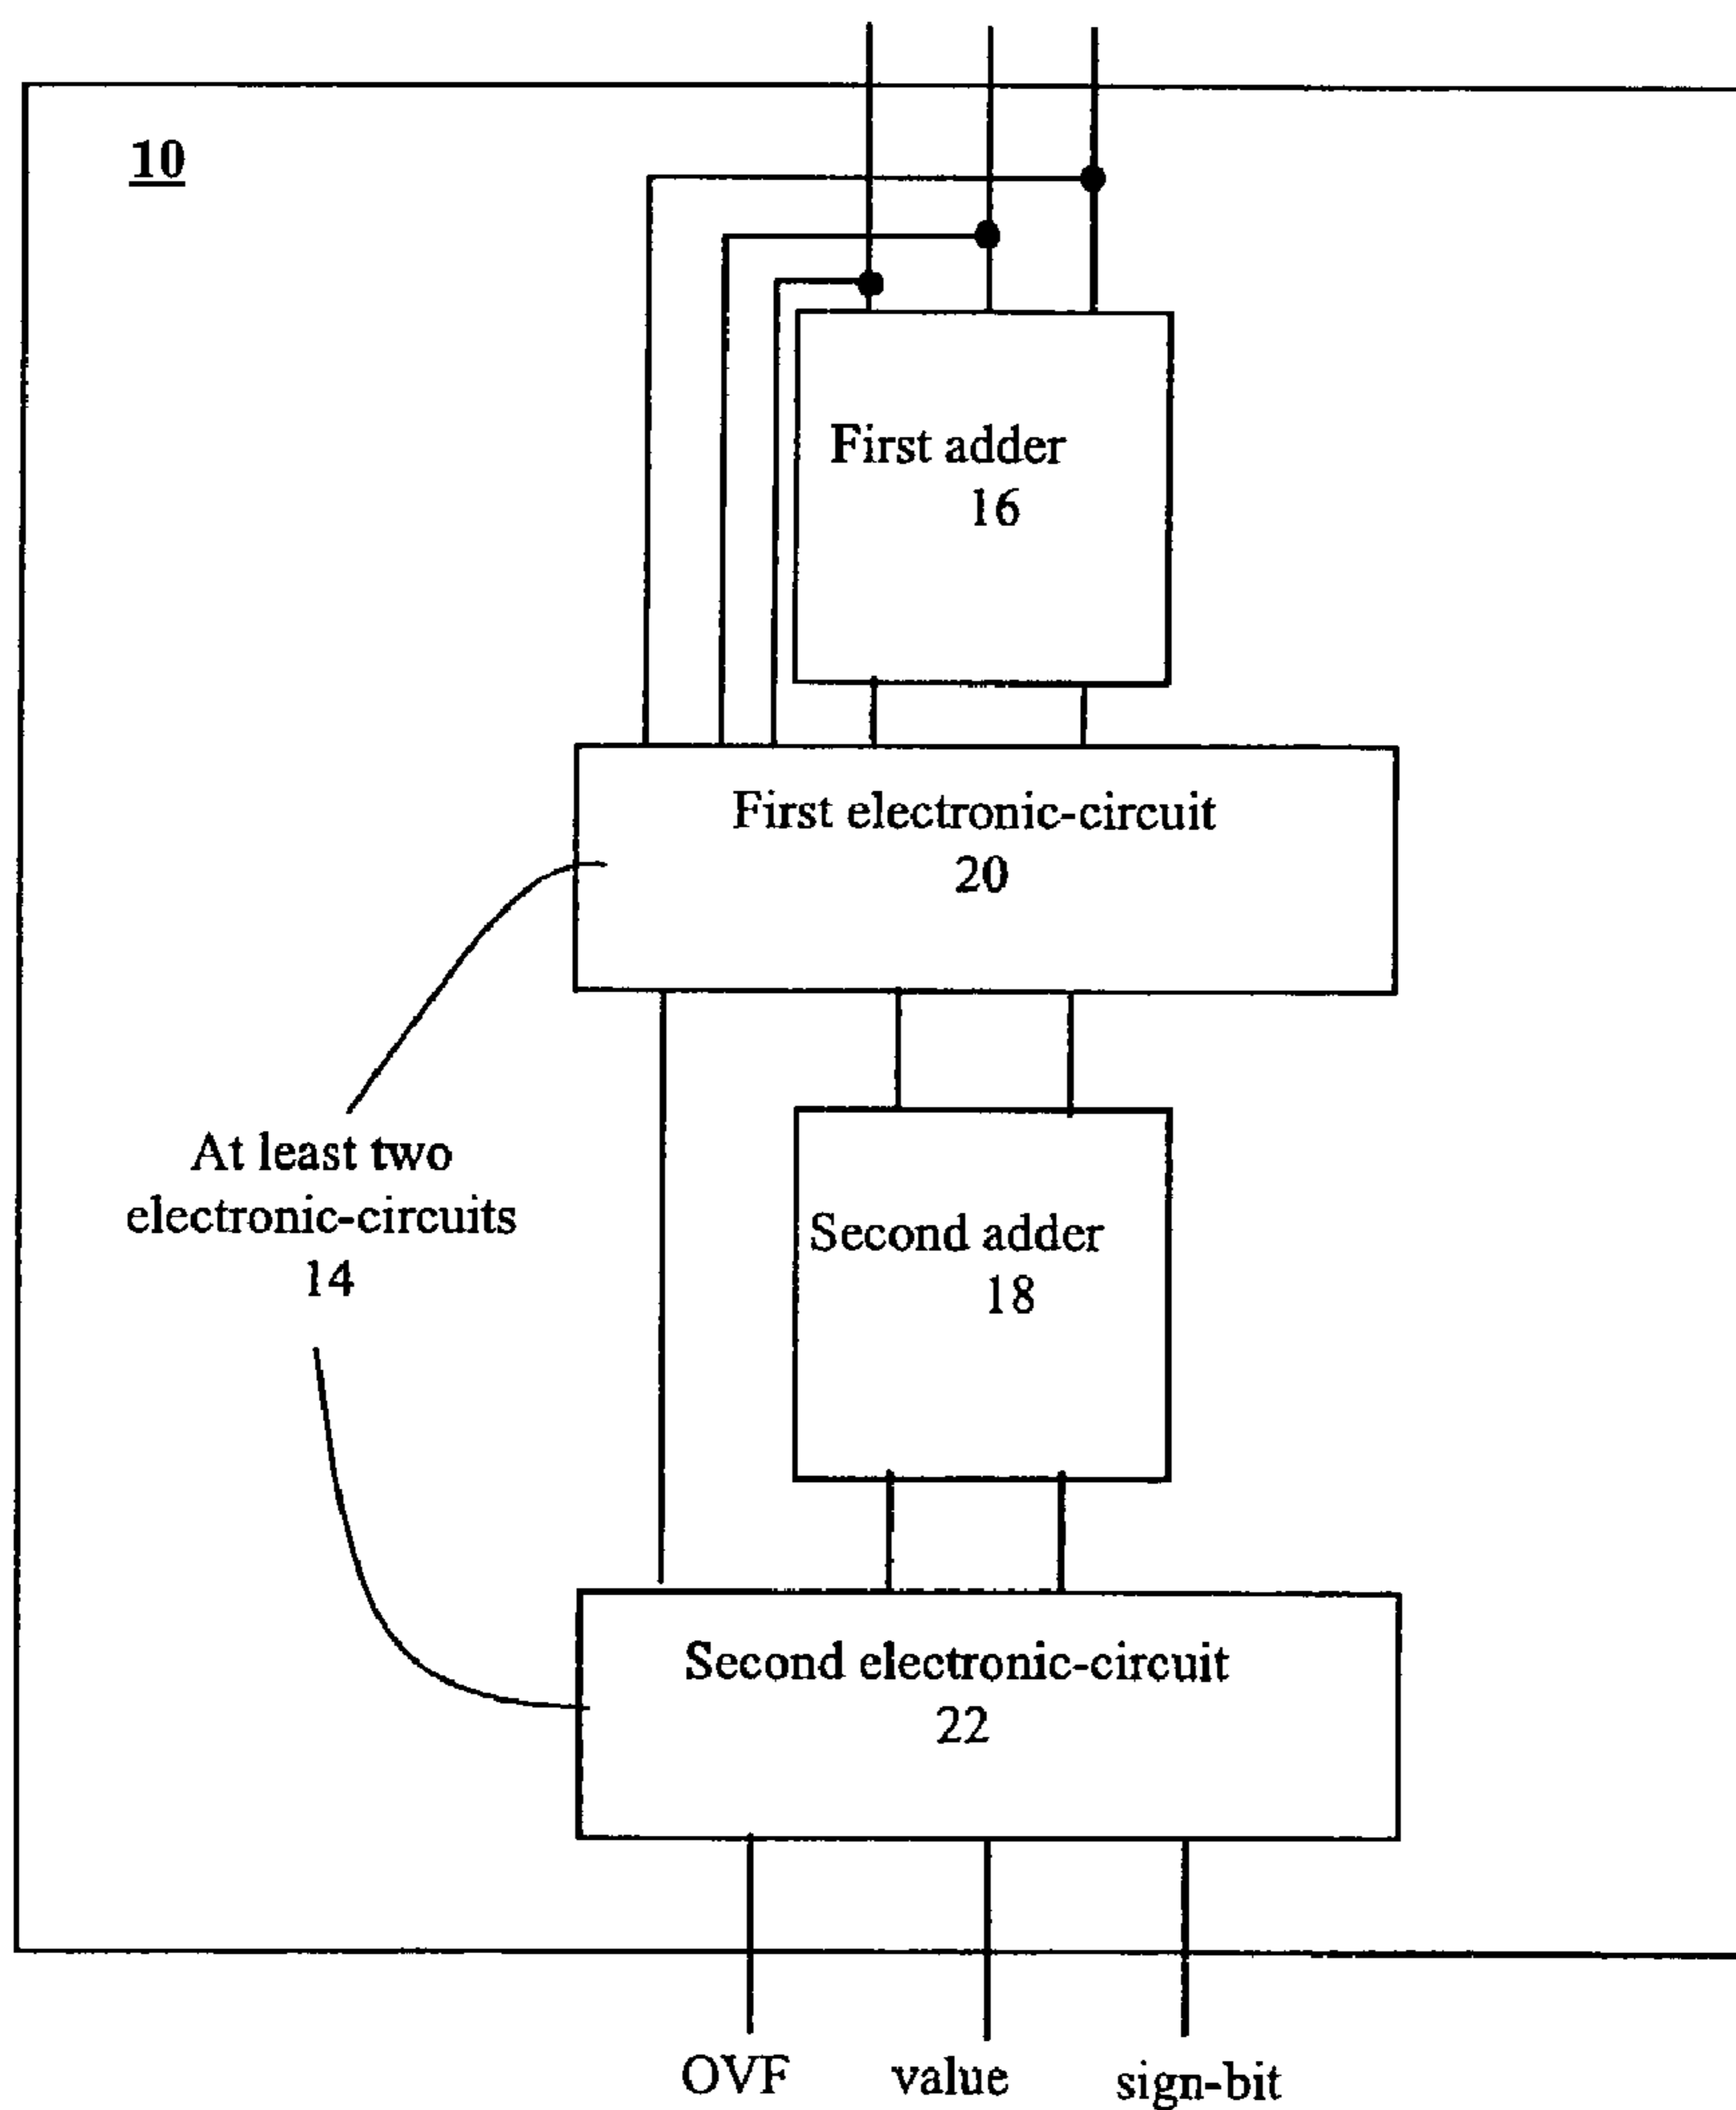 10
First adder
16
First electronic-circuit
20
At least two
electronic-circuits
14
Second adder
18
Second electronic-circuit
22
OVF value sign-bit